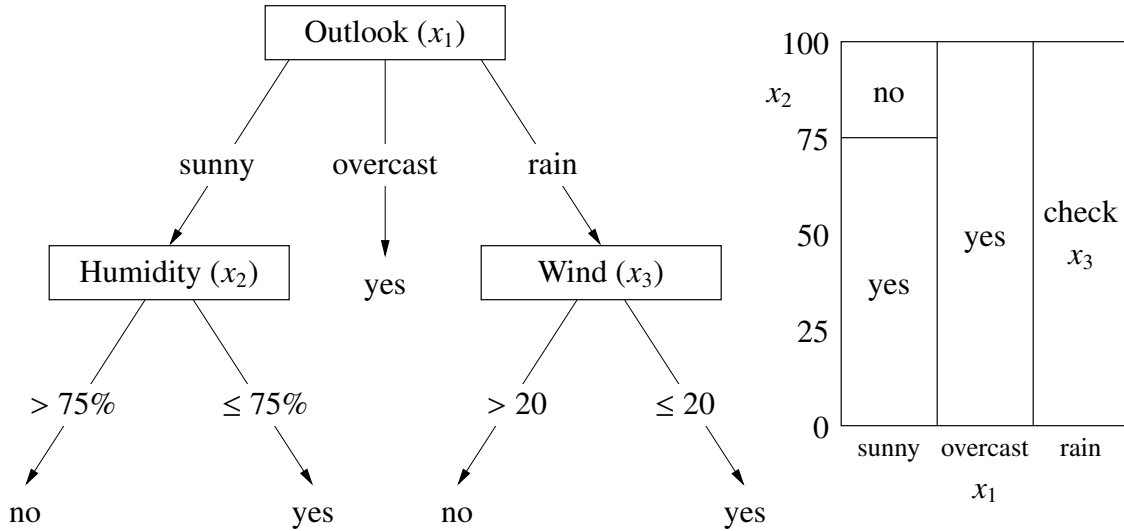 Outlook (x₁)
sunny overcast rain
Humidity (x₂) yes Wind (x₃)
> 75% ≤ 75% > 20 ≤ 20
no yes no yes
100
x₂ no
75
check
50 yes x₃
yes
25
0
sunny overcast rain
x₁